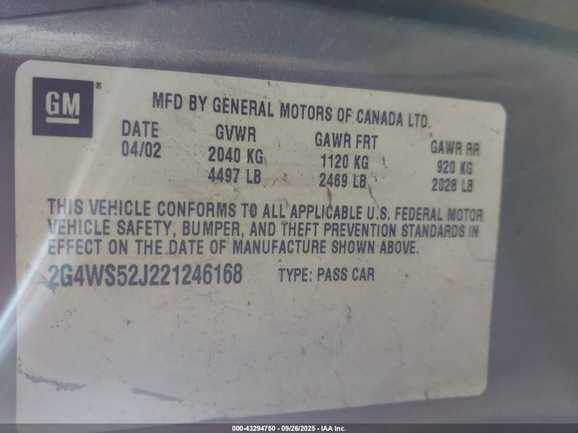 GM®
MFD BY GENERAL MOTORS OF CANADA LTD.
DATE GVWR GAWR FRT GAWR RR
04/02 2040 KG 1120 KG 920 KG
4497 LB 2469 LB 2028 LB
THIS VEHICLE CONFORMS TO ALL APPLICABLE U.S. FEDERAL MOTOR
VEHICLE SAFETY, BUMPER, AND THEFT PREVENTION STANDARDS IN
EFFECT ON THE DATE OF MANUFACTURE SHOWN ABOVE.
2G4WS52J221246168 TYPE: PASS CAR
000-43294750 - 09/26/2025 - IAA Inc.